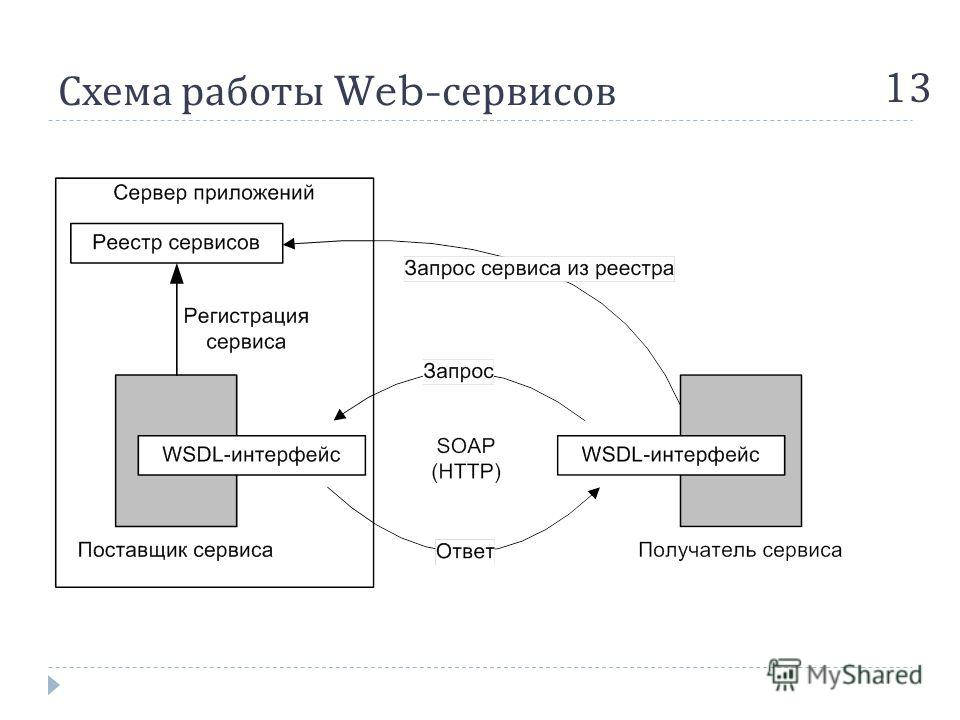 Схема работы Web-сервисов
13
Сервер приложений
Реестр сервисов
Запрос сервиса из реестра
Регистрация
сервиса
Запрос
SOAP
(HTTP)
WSDL-интерфейс
WSDL-интерфейс
Поставщик сервиса
Ответ
Получатель сервиса
MyShared